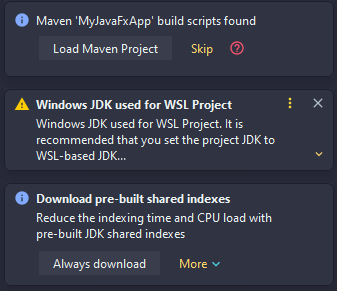 Maven 'MyJavaFxApp' build scripts found
Load Maven Project Skip
Windows JDK used for WSL Project
Windows JDK used for WSL Project. It is
recommended that you set the project JDK to
WSL-based JDK...
Download pre-built shared indexes
Reduce the indexing time and CPU load with
pre-built JDK shared indexes
Always download More